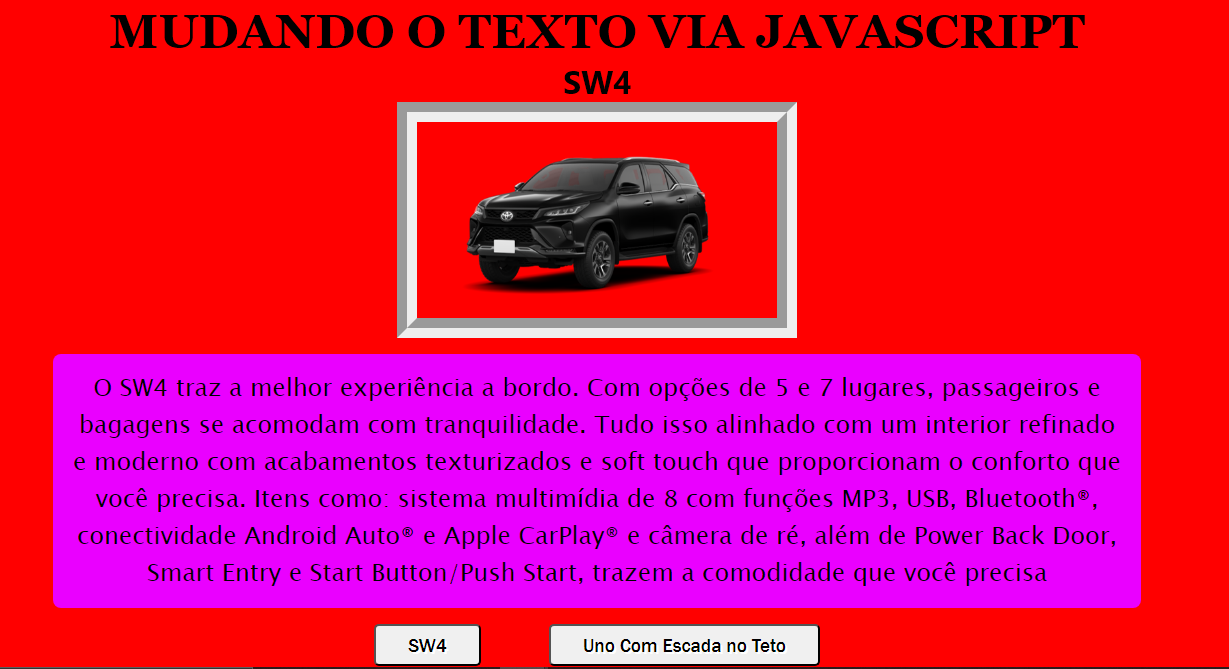 MUDANDO O TEXTO VIA JAVASCRIPT
SW4
O SW4 traz a melhor experiência a bordo. Com opções de 5 e 7 lugares, passageiros e
bagagens se acomodam com tranquilidade. Tudo isso alinhado com um interior refinado
e moderno com acabamentos texturizados e soft touch que proporcionam o conforto que
você precisa. Itens como: sistema multimídia de 8 com funções MP3, USB, Bluetooth®,
conectividade Android Auto® e Apple CarPlay® e câmera de ré, além de Power Back Door,
Smart Entry e Start Button/Push Start, trazem a comodidade que você precisa
SW4
Uno Com Escada no Teto